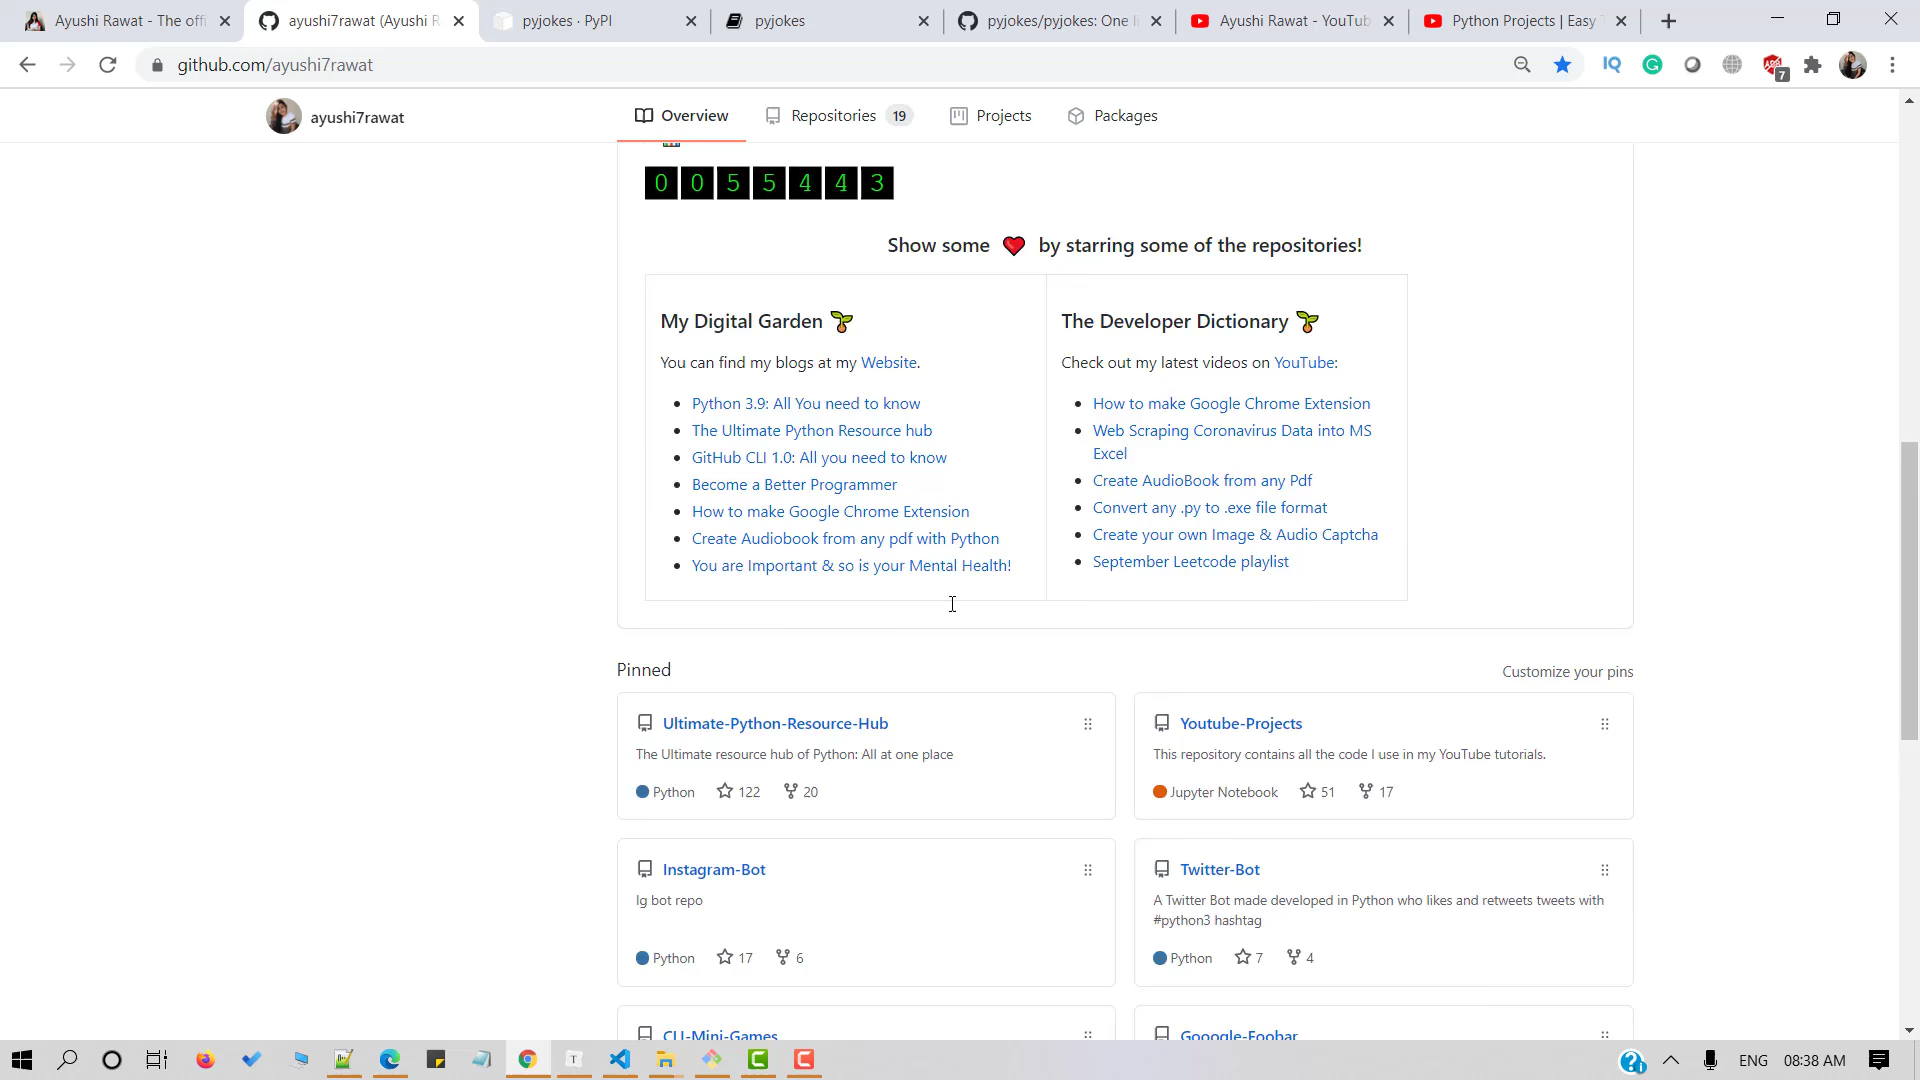 Ayushi Rawat - The offi
ayushi7rawat (Ayushi R
pyjokes · PyPI
pyjokes
pyjokes/pyjokes: One li
Ayushi Rawat - YouTub
Python Projects | Easy T
github.com/ayushi7rawat
IQ
G
7
ayushi7rawat
Overview
Repositories 19
Projects
Packages
0 0 5 5 4 4 3
Show some ❤️ by starring some of the repositories!
My Digital Garden 🌱
You can find my blogs at my Website.
Python 3.9: All You need to know
The Ultimate Python Resource hub
GitHub CLI 1.0: All you need to know
Become a Better Programmer
How to make Google Chrome Extension
Create Audiobook from any pdf with Python
You are Important & so is your Mental Health!
The Developer Dictionary 🌱
Check out my latest videos on YouTube:
How to make Google Chrome Extension
Web Scraping Coronavirus Data into MS
Excel
Create AudioBook from any Pdf
Convert any .py to .exe file format
Create your own Image & Audio Captcha
September Leetcode playlist
Pinned
Customize your pins
Ultimate-Python-Resource-Hub
The Ultimate resource hub of Python: All at one place
Python 122 20
Youtube-Projects
This repository contains all the code I use in my YouTube tutorials.
Jupyter Notebook 51 17
Instagram-Bot
Ig bot repo
Python 17 6
Twitter-Bot
A Twitter Bot made developed in Python who likes and retweets tweets with
#python3 hashtag
Python 7 4
CLI-Mini-Games
Gooogle-Foobar
ENG
08:38 AM